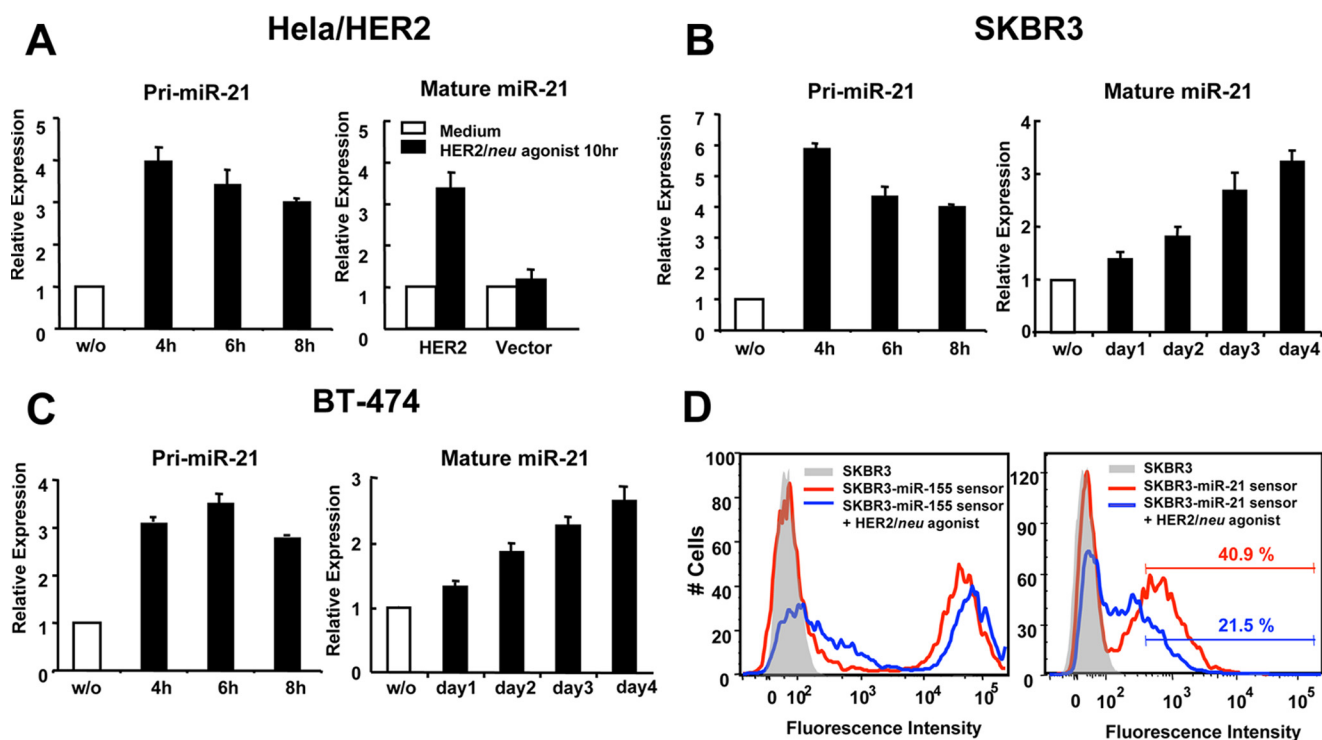 A
Hela/HER2
Pri-miR-21
Relative Expression
5
4
3
2
1
0
w/o 4h 6h 8h
Mature miR-21
Relative Expression
5
4
3
2
1
0
Medium
HER2/neu agonist 10hr
HER2 Vector
B
SKBR3
Pri-miR-21
Relative Expression
7
6
5
4
3
2
1
0
w/o 4h 6h 8h
Mature miR-21
Relative Expression
4
3
2
1
0
w/o day1 day2 day3 day4
C
BT-474
Pri-miR-21
Relative Expression
4
3
2
1
0
w/o 4h 6h 8h
Mature miR-21
Relative Expression
3
2
1
0
w/o day1 day2 day3 day4
D
# Cells
100
80
60
40
20
0
SKBR3
SKBR3-miR-155 sensor
SKBR3-miR-155 sensor
+ HER2/neu agonist
0 10² 10³ 10⁴ 10⁵
Fluorescence Intensity
120
90
60
30
0
SKBR3
SKBR3-miR-21 sensor
SKBR3-miR-21 sensor
+ HER2/neu agonist
40.9 %
21.5 %
0 10² 10³ 10⁴ 10⁵
Fluorescence Intensity